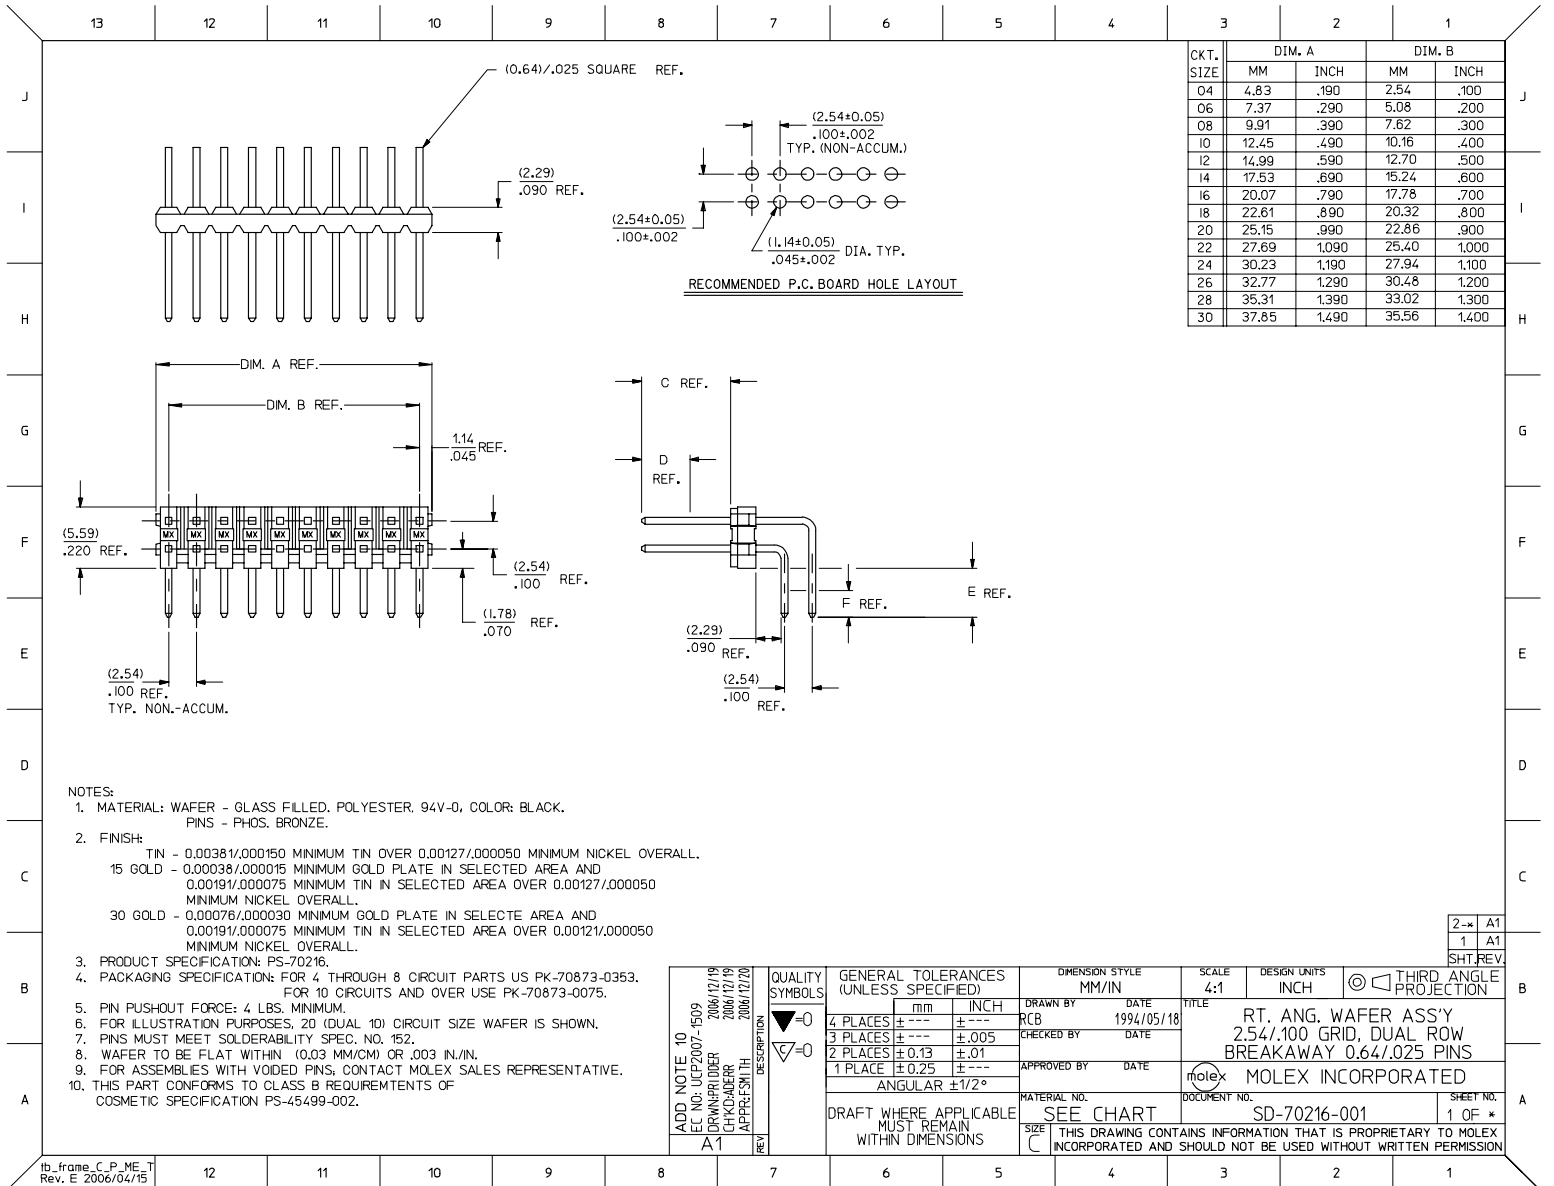 13 12 11 10 9 8 7 6 5 4 3 2 1
J
I
H
G
F
E
D
C
B
A
J
I
H
G
F
E
D
C
B
A
(0.64)/.025 SQUARE REF.
(2.29)
.090 REF.
(2.54±0.05)
.100±.002
TYP. (NON-ACCUM.)
(2.54±0.05)
.100±.002
(1.14±0.05)
.045±.002 DIA. TYP.
RECOMMENDED P.C. BOARD HOLE LAYOUT
CKT. SIZE DIM. A DIM. B
MM INCH MM INCH
04 4.83 .190 2.54 .100
06 7.37 .290 5.08 .200
08 9.91 .390 7.62 .300
10 12.45 .490 10.16 .400
12 14.99 .590 12.70 .500
14 17.53 .690 15.24 .600
16 20.07 .790 17.78 .700
18 22.61 .890 20.32 .800
20 25.15 .990 22.86 .900
22 27.69 1.090 25.40 1.000
24 30.23 1.190 27.94 1.100
26 32.77 1.290 30.48 1.200
28 35.31 1.390 33.02 1.300
30 37.85 1.490 35.56 1.400
DIM. A REF.
DIM. B REF.
1.14
.045 REF.
(5.59)
.220 REF.
MX MX MX MX MX MX MX MX MX MX
(2.54)
.100 REF.
(1.78)
.070 REF.
(2.54)
.100 REF.
TYP. NON.-ACCUM.
C REF.
D
REF.
E REF.
F REF.
(2.29)
.090 REF.
(2.54)
.100
REF.
NOTES:
1. MATERIAL: WAFER - GLASS FILLED. POLYESTER, 94V-0, COLOR: BLACK.
PINS - PHOS. BRONZE.
2. FINISH:
TIN - 0.00381/.000150 MINIMUM TIN OVER 0.00127/.000050 MINIMUM NICKEL OVERALL.
15 GOLD - 0.00038/.000015 MINIMUM GOLD PLATE IN SELECTED AREA AND
0.00191/.000075 MINIMUM TIN IN SELECTED AREA OVER 0.00127/.000050
MINIMUM NICKEL OVERALL.
30 GOLD - 0.00076/.000030 MINIMUM GOLD PLATE IN SELECTE AREA AND
0.00191/.000075 MINIMUM TIN IN SELECTED AREA OVER 0.00121/.000050
MINIMUM NICKEL OVERALL.
3. PRODUCT SPECIFICATION: PS-70216.
4. PACKAGING SPECIFICATION: FOR 4 THROUGH 8 CIRCUIT PARTS US PK-70873-0353.
FOR 10 CIRCUITS AND OVER USE PK-70873-0075.
5. PIN PUSHOUT FORCE: 4 LBS. MINIMUM.
6. FOR ILLUSTRATION PURPOSES, 20 (DUAL 10) CIRCUIT SIZE WAFER IS SHOWN.
7. PINS MUST MEET SOLDERABILITY SPEC. NO. 152.
8. WAFER TO BE FLAT WITHIN (0.03 MM/CM) OR .003 IN./IN.
9. FOR ASSEMBLIES WITH VOIDED PINS, CONTACT MOLEX SALES REPRESENTATIVE.
10. THIS PART CONFORMS TO CLASS B REQUIREMTENTS OF
COSMETIC SPECIFICATION PS-45499-002.
2-* A1
1 A1
SHT. REV.
ADD NOTE 10
EC NO: UCP2007-1509
DRWN:PRIDDER 2006/12/19
CHK'D:ADERR 2006/12/19
APPR:FSMITH 2006/12/20
A1
DESCRIPTION
REV
QUALITY SYMBOLS
=0
C =0
GENERAL TOLERANCES
(UNLESS SPECIFIED)
mm INCH
4 PLACES ±--- ±---
3 PLACES ±--- ±.005
2 PLACES ±0.13 ±.01
1 PLACE ±0.25 ±---
ANGULAR ±1/2°
DRAFT WHERE APPLICABLE
MUST REMAIN
WITHIN DIMENSIONS
DIMENSION STYLE
MM/IN
SCALE
4:1
DESIGN UNITS
INCH
THIRD ANGLE
PROJECTION
DRAWN BY DATE
RCB 1994/05/18
CHECKED BY DATE
APPROVED BY DATE
TITLE
RT. ANG. WAFER ASS'Y
2.54/.100 GRID, DUAL ROW
BREAKAWAY 0.64/.025 PINS
molex MOLEX INCORPORATED
MATERIAL NO.
SEE CHART
DOCUMENT NO.
SD-70216-001
SHEET NO.
1 OF *
SIZE
C
THIS DRAWING CONTAINS INFORMATION THAT IS PROPRIETARY TO MOLEX
INCORPORATED AND SHOULD NOT BE USED WITHOUT WRITTEN PERMISSION
tb_frame_C_P_ME_T
Rev. E 2006/04/15
12 11 10 9 8 7 6 5 4 3 2 1